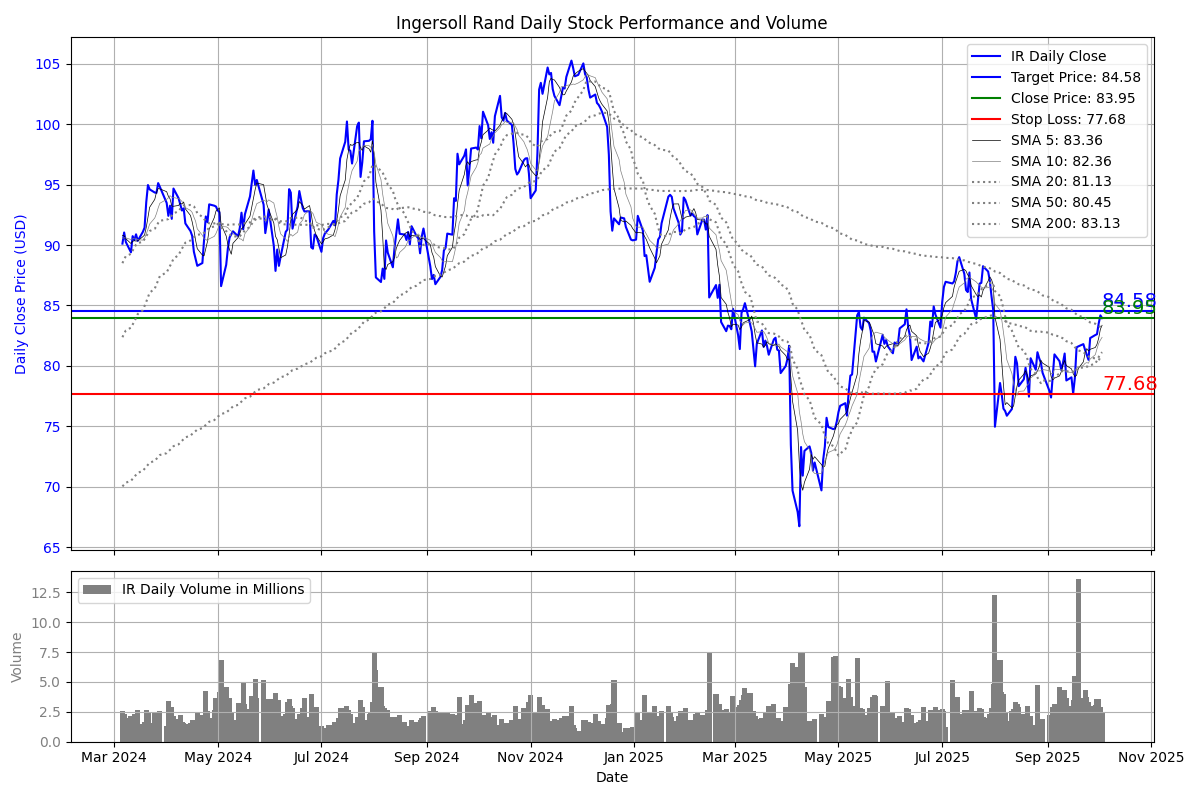 Ingersoll Rand Daily Stock Performance and Volume
Daily Close Price (USD)
105
100
95
90
85
80
75
70
65
IR Daily Close
Target Price: 84.58
Close Price: 83.95
Stop Loss: 77.68
SMA 5: 83.36
SMA 10: 82.36
SMA 20: 81.13
SMA 50: 80.45
SMA 200: 83.13
84.58
83.95
77.68
Volume
12.5
10.0
7.5
5.0
2.5
0.0
IR Daily Volume in Millions
Mar 2024 May 2024 Jul 2024 Sep 2024 Nov 2024 Jan 2025 Mar 2025 May 2025 Jul 2025 Sep 2025 Nov 2025
Date